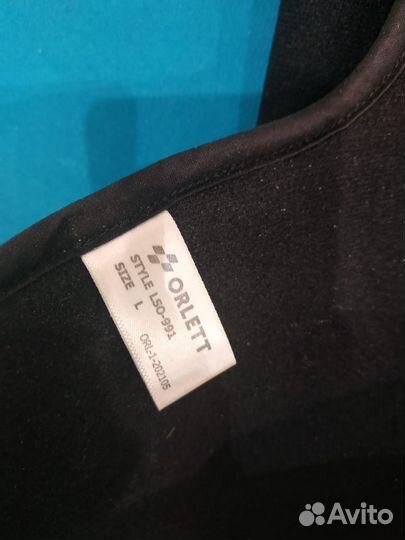 ORLETT
STYLE LSO-991
SIZE L
ORL-1-202105
Avito